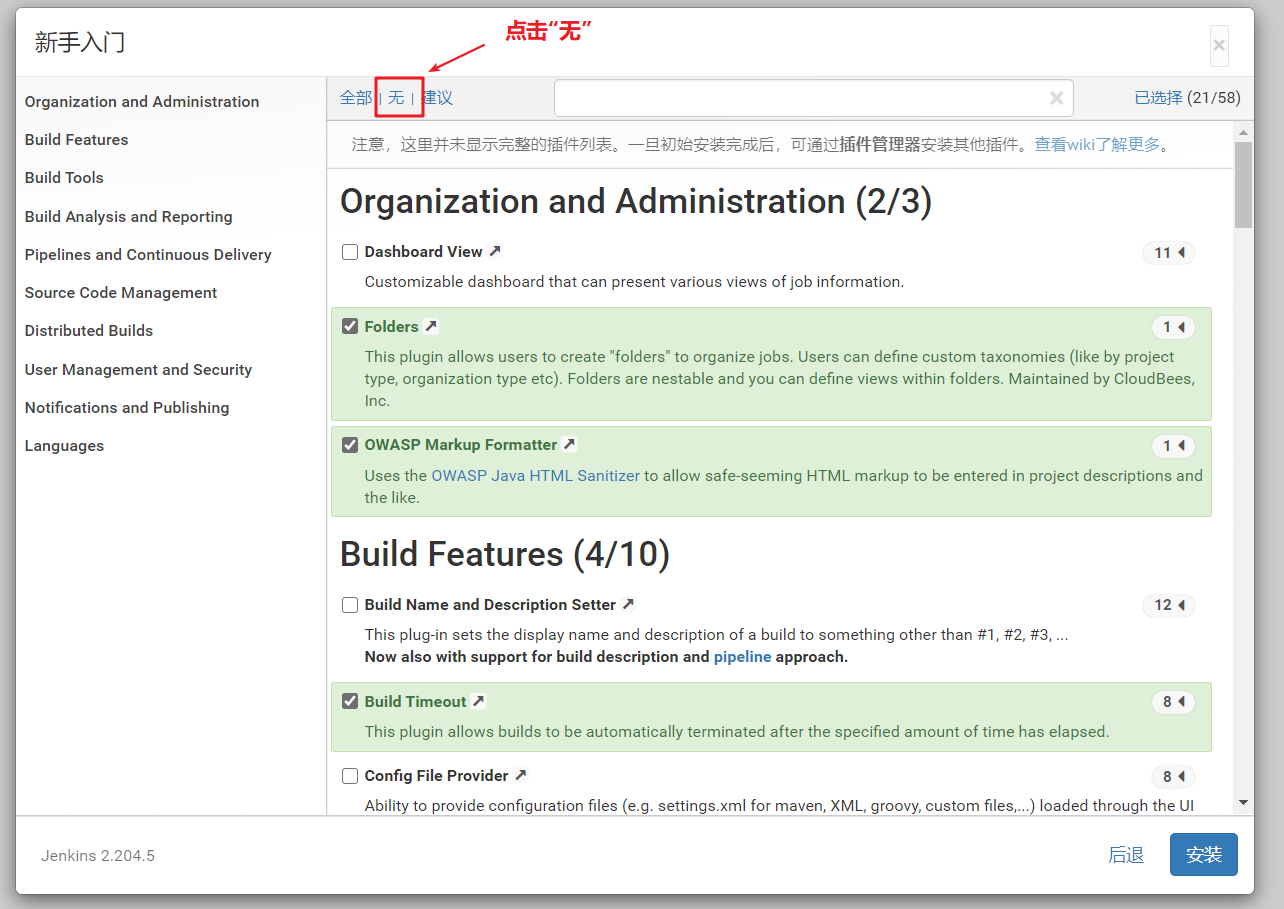 点击“无”
新手入门
×
Organization and Administration
Build Features
Build Tools
Build Analysis and Reporting
Pipelines and Continuous Delivery
Source Code Management
Distributed Builds
User Management and Security
Notifications and Publishing
Languages
全部 | 无 | 建议
已选择 (21/58)
注意，这里并未显示完整的插件列表。一旦初始安装完成后，可通过插件管理器安装其他插件。查看wiki了解更多。
Organization and Administration (2/3)
Dashboard View
11
Customizable dashboard that can present various views of job information.
Folders
1
This plugin allows users to create "folders" to organize jobs. Users can define custom taxonomies (like by project
type, organization type etc). Folders are nestable and you can define views within folders. Maintained by CloudBees,
Inc.
OWASP Markup Formatter
1
Uses the OWASP Java HTML Sanitizer to allow safe-seeming HTML markup to be entered in project descriptions and
the like.
Build Features (4/10)
Build Name and Description Setter
12
This plug-in sets the display name and description of a build to something other than #1, #2, #3, ...
Now also with support for build description and pipeline approach.
Build Timeout
8
This plugin allows builds to be automatically terminated after the specified amount of time has elapsed.
Config File Provider
8
Ability to provide configuration files (e.g. settings.xml for maven, XML, groovy, custom files,...) loaded through the UI
Jenkins 2.204.5
后退
安装